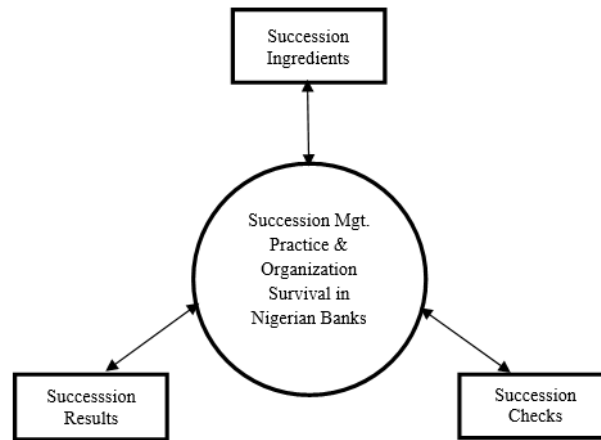 Succession
Ingredients
Succession Mgt.
Practice &
Organization
Survival in
Nigerian Banks
Successsion
Results
Succession
Checks